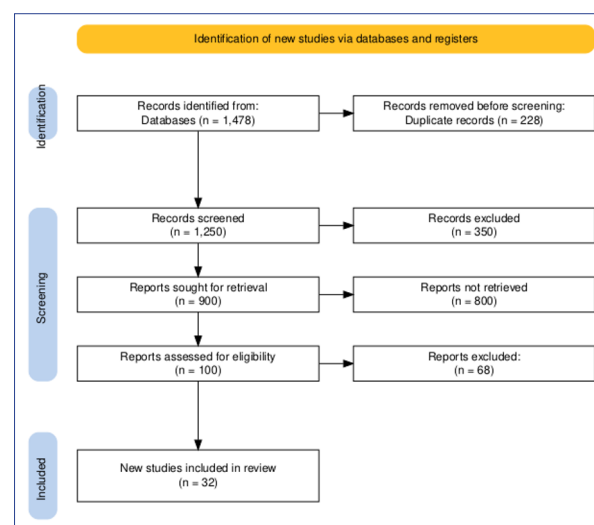 Identification of new studies via databases and registers
Identification
Records identified from:
Databases (n = 1,478)
Records removed before screening:
Duplicate records (n = 228)
Screening
Records screened
(n = 1,250)
Records excluded
(n = 350)
Reports sought for retrieval
(n = 900)
Reports not retrieved
(n = 800)
Reports assessed for eligibility
(n = 100)
Reports excluded:
(n = 68)
Included
New studies included in review
(n = 32)